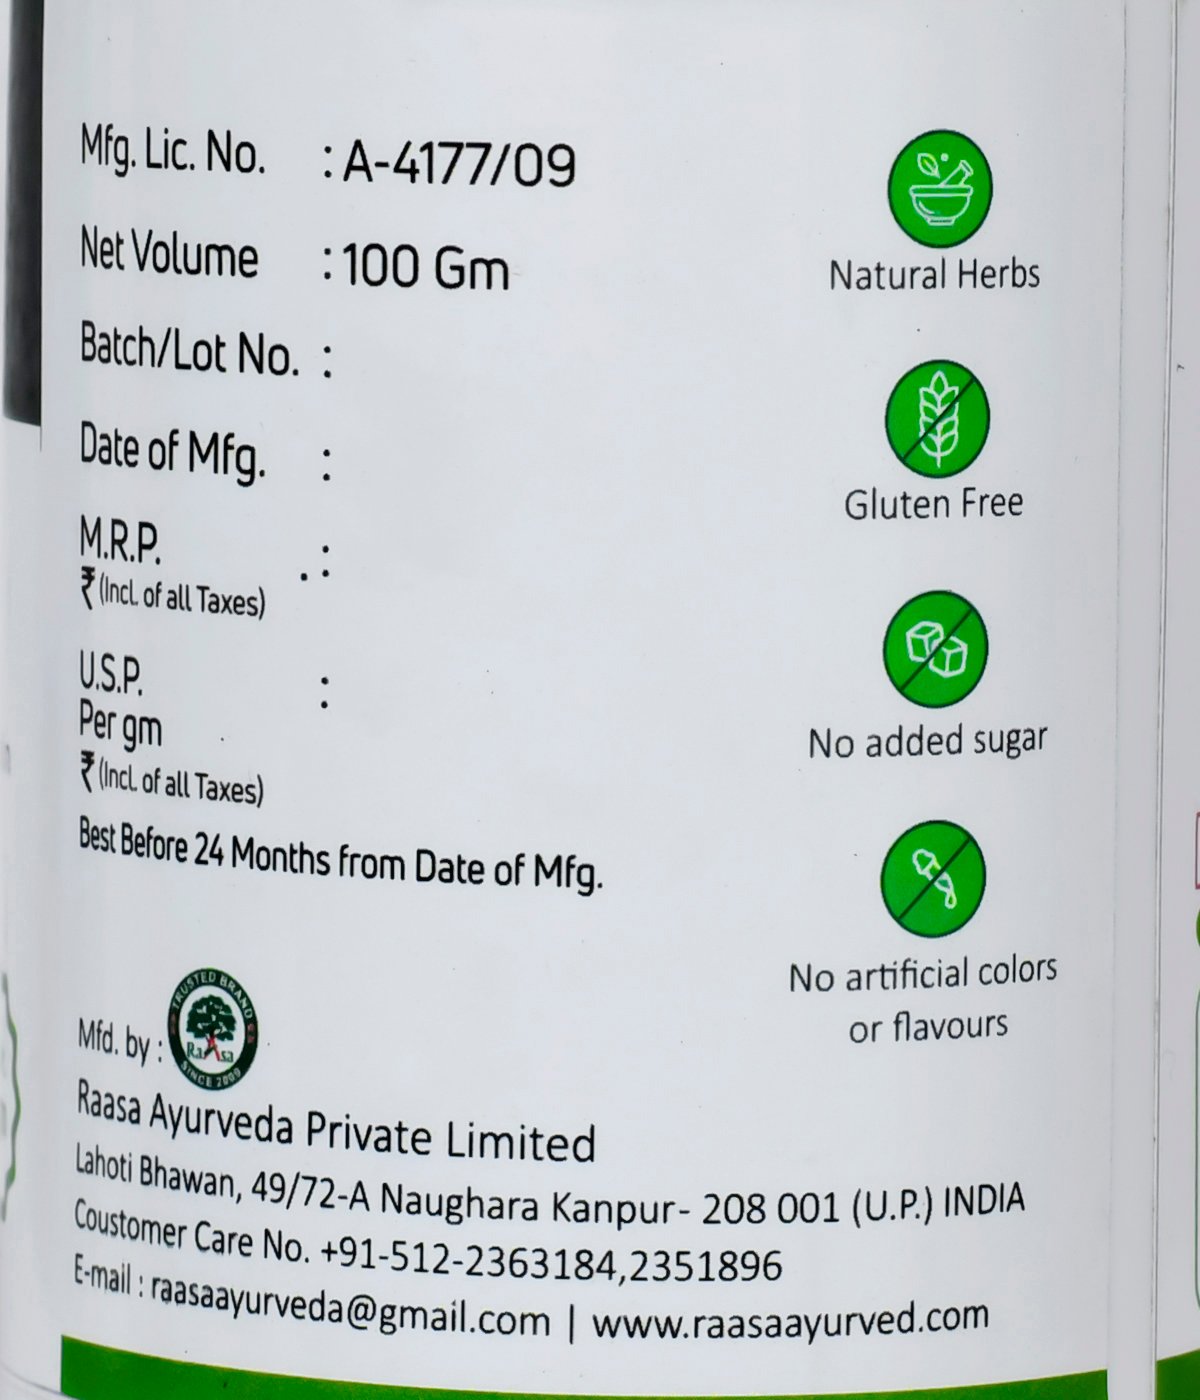 Mfg. Lic. No. : A-4177/09
Net Volume : 100 Gm
Batch/Lot No. :
Date of Mfg. :
M.R.P. :
₹ (Incl. of all Taxes)
U.S.P. :
Per gm
₹ (Incl. of all Taxes)
Best Before 24 Months from Date of Mfg.
Natural Herbs
Gluten Free
No added sugar
No artificial colors
or flavours
Mfd. by :
TRUSTED BRAND
RaAsa
SINCE 2009
Raasa Ayurveda Private Limited
Lahoti Bhawan, 49/72-A Naughara Kanpur- 208 001 (U.P.) INDIA
Coustomer Care No. +91-512-2363184,2351896
E-mail : raasaayurveda@gmail.com | www.raasaayurved.com